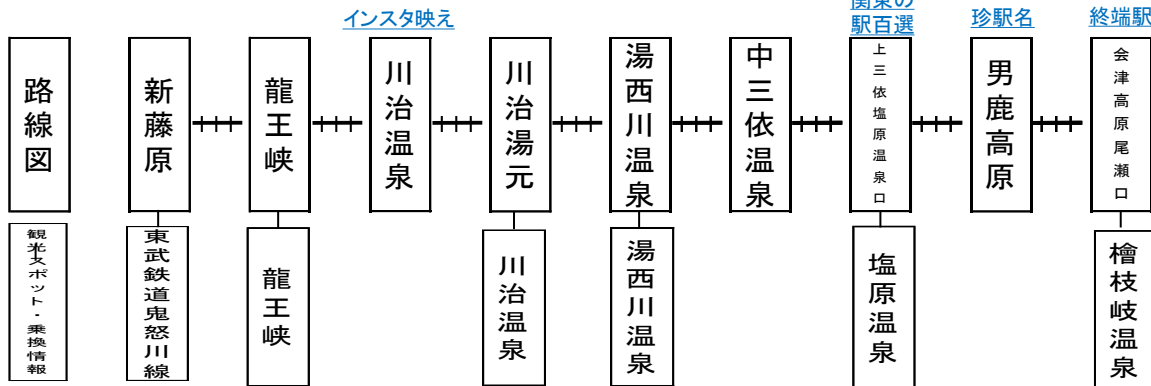 インスタ映え
関東の
駅百選
珍駅名
終端駅
路線図
新藤原
龍王峡
川治温泉
川治湯元
湯西川温泉
中三依温泉
上三依塩原温泉口
男鹿高原
会津高原尾瀬口
観光スポット・乗換情報
東武鉄道鬼怒川線
龍王峡
川治温泉
湯西川温泉
塩原温泉
檜枝岐温泉